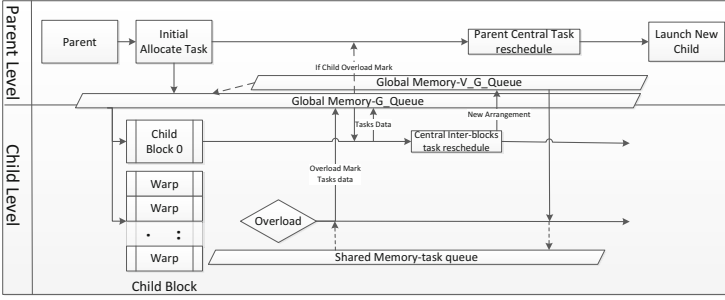 Parent Level
Parent
Initial
Allocate Task
Parent Central Task
reschedule
Launch New
Child
If Child Overload Mark
Global Memory-V_G_Queue
Global Memory-G_Queue
Child Level
Child
Block 0
Tasks Data
New Arrangement
Central Inter-blocks
task reschedule
Overload Mark
Tasks data
Warp
Warp
. :
Warp
Overload
Shared Memory-task queue
Child Block